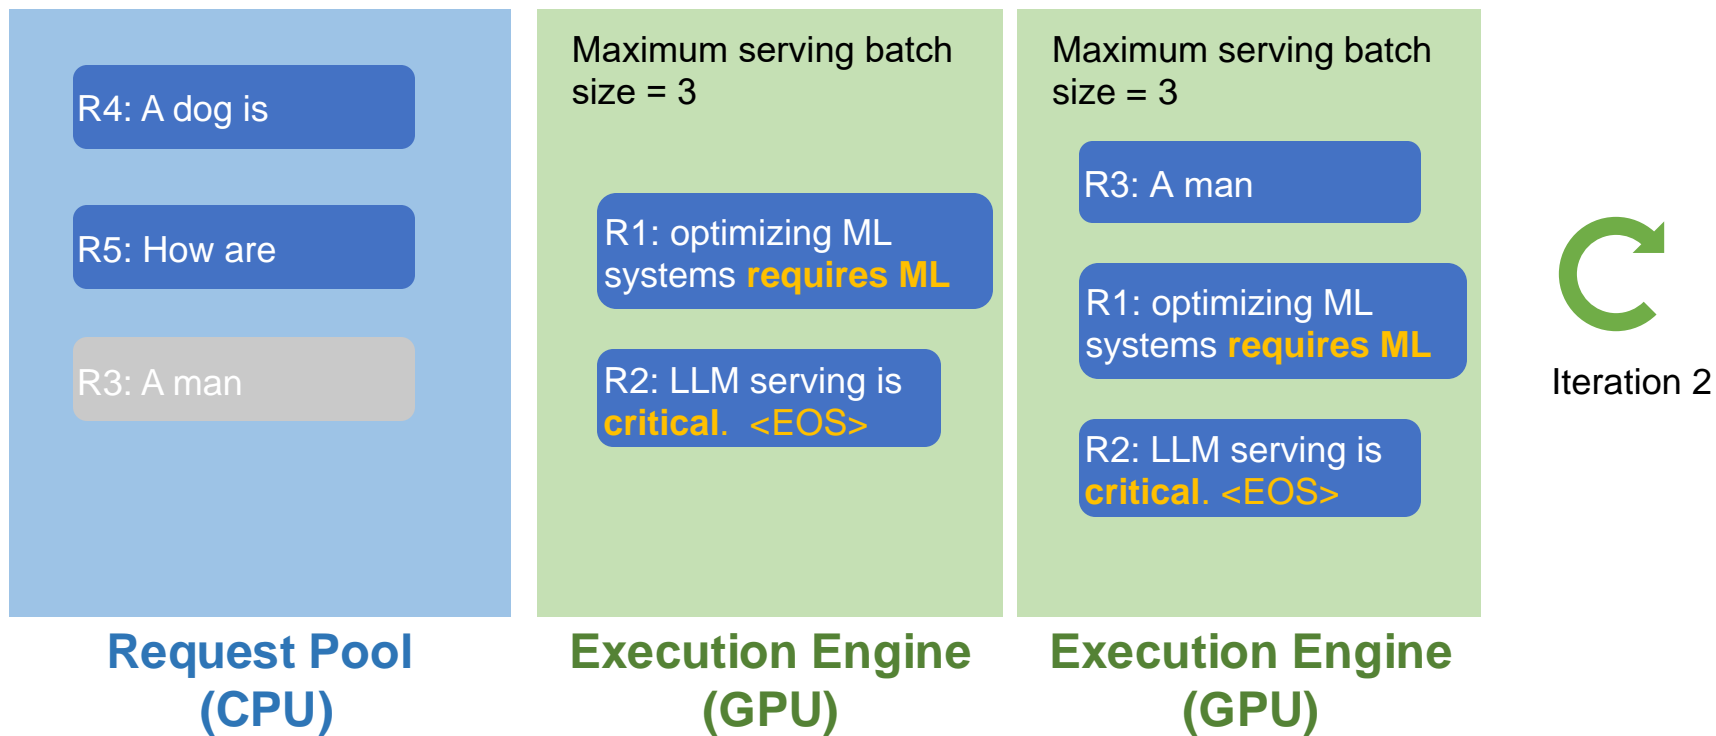 R4: A dog is
R5: How are
R3: A man
Request Pool
(CPU)
Maximum serving batch
size = 3
R1: optimizing ML
systems requires ML
R2: LLM serving is
critical. <EOS>
Execution Engine
(GPU)
Maximum serving batch
size = 3
R3: A man
R1: optimizing ML
systems requires ML
R2: LLM serving is
critical. <EOS>
Execution Engine
(GPU)
Iteration 2